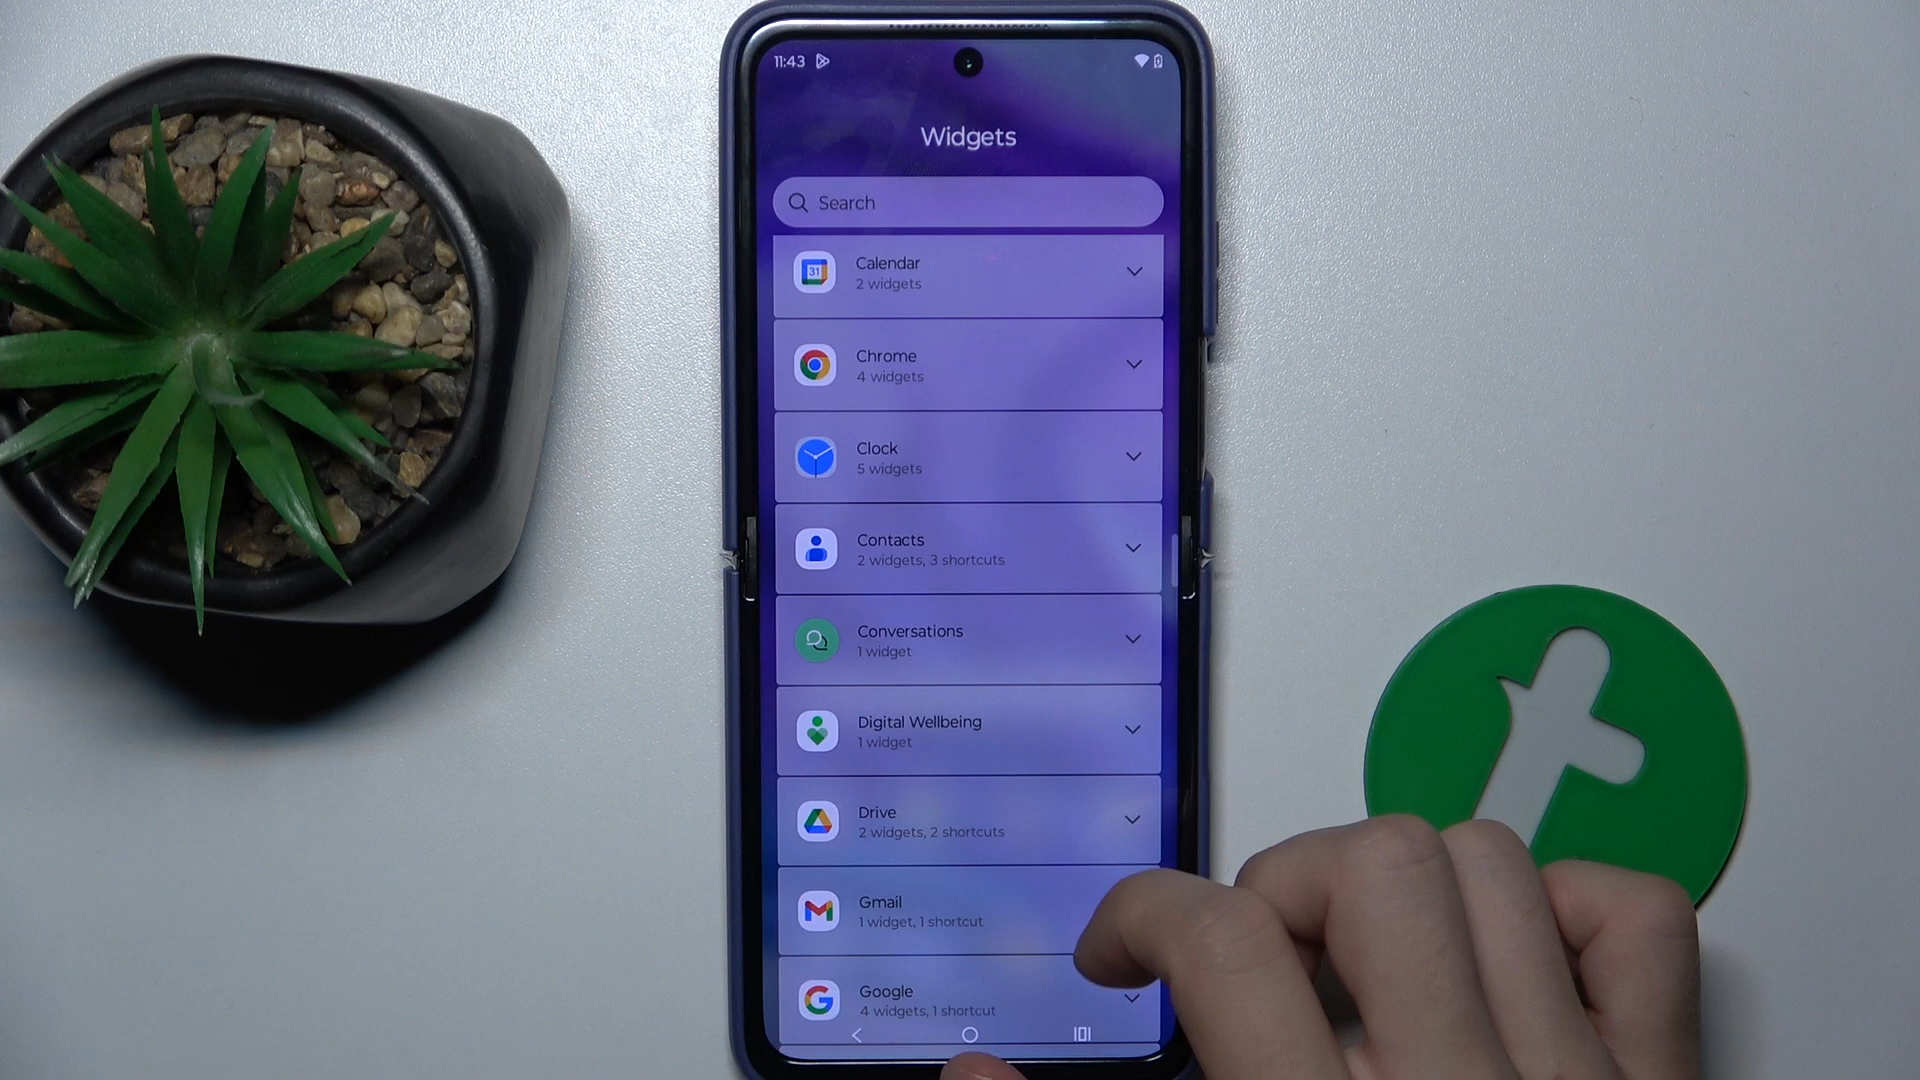 11:43
Widgets
Search
31
Calendar
2 widgets
Chrome
4 widgets
Clock
5 widgets
Contacts
2 widgets, 3 shortcuts
Conversations
1 widget
Digital Wellbeing
1 widget
Drive
2 widgets, 2 shortcuts
Gmail
1 widget, 1 shortcut
Google
4 widgets, 1 shortcut